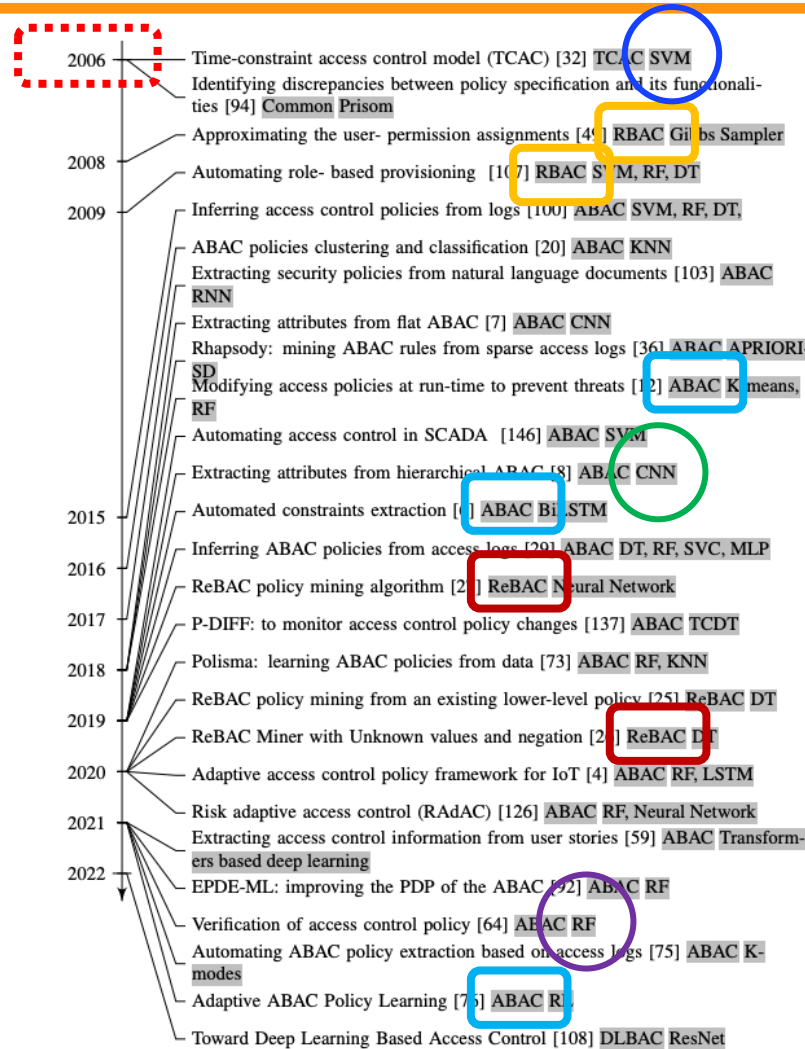 2006
Time-constraint access control model (TCAC) [32] TCAC SVM
Identifying discrepancies between policy specification and its functionali-
ties [94] Common Prisom
Approximating the user- permission assignments [49] RBAC Gibbs Sampler
2008
Automating role- based provisioning [107] RBAC SVM, RF, DT
2009
Inferring access control policies from logs [100] ABAC SVM, RF, DT,
ABAC policies clustering and classification [20] ABAC KNN
Extracting security policies from natural language documents [103] ABAC
RNN
Extracting attributes from flat ABAC [7] ABAC CNN
Rhapsody: mining ABAC rules from sparse access logs [36] ABAC APRIORI-
SD
Modifying access policies at run-time to prevent threats [12] ABAC K-means,
RF
Automating access control in SCADA [146] ABAC SVM
Extracting attributes from hierarchical ABAC [8] ABAC CNN
2015
Automated constraints extraction ABAC BiLSTM
Inferring ABAC policies from access logs [29] ABAC DT, RF, SVC, MLP
2016
ReBAC policy mining algorithm ReBAC Neural Network
2017
P-DIFF: to monitor access control policy changes [137] ABAC TCDT
Polisma: learning ABAC policies from data [73] ABAC RF, KNN
2018
ReBAC policy mining from an existing lower-level policy [25] ReBAC DT
2019
ReBAC Miner with Unknown values and negation ReBAC DT
2020
Adaptive access control policy framework for IoT [4] ABAC RF, LSTM
Risk adaptive access control (RAdAC) [126] ABAC RF, Neural Network
2021
Extracting access control information from user stories [59] ABAC Transform-
ers based deep learning
2022
EPDE-ML: improving the PDP of the ABAC [92] ABAC RF
Verification of access control policy [64] ABAC RF
Automating ABAC policy extraction based on access logs [75] ABAC K-
modes
Adaptive ABAC Policy Learning ABAC RL
Toward Deep Learning Based Access Control [108] DLBAC ResNet